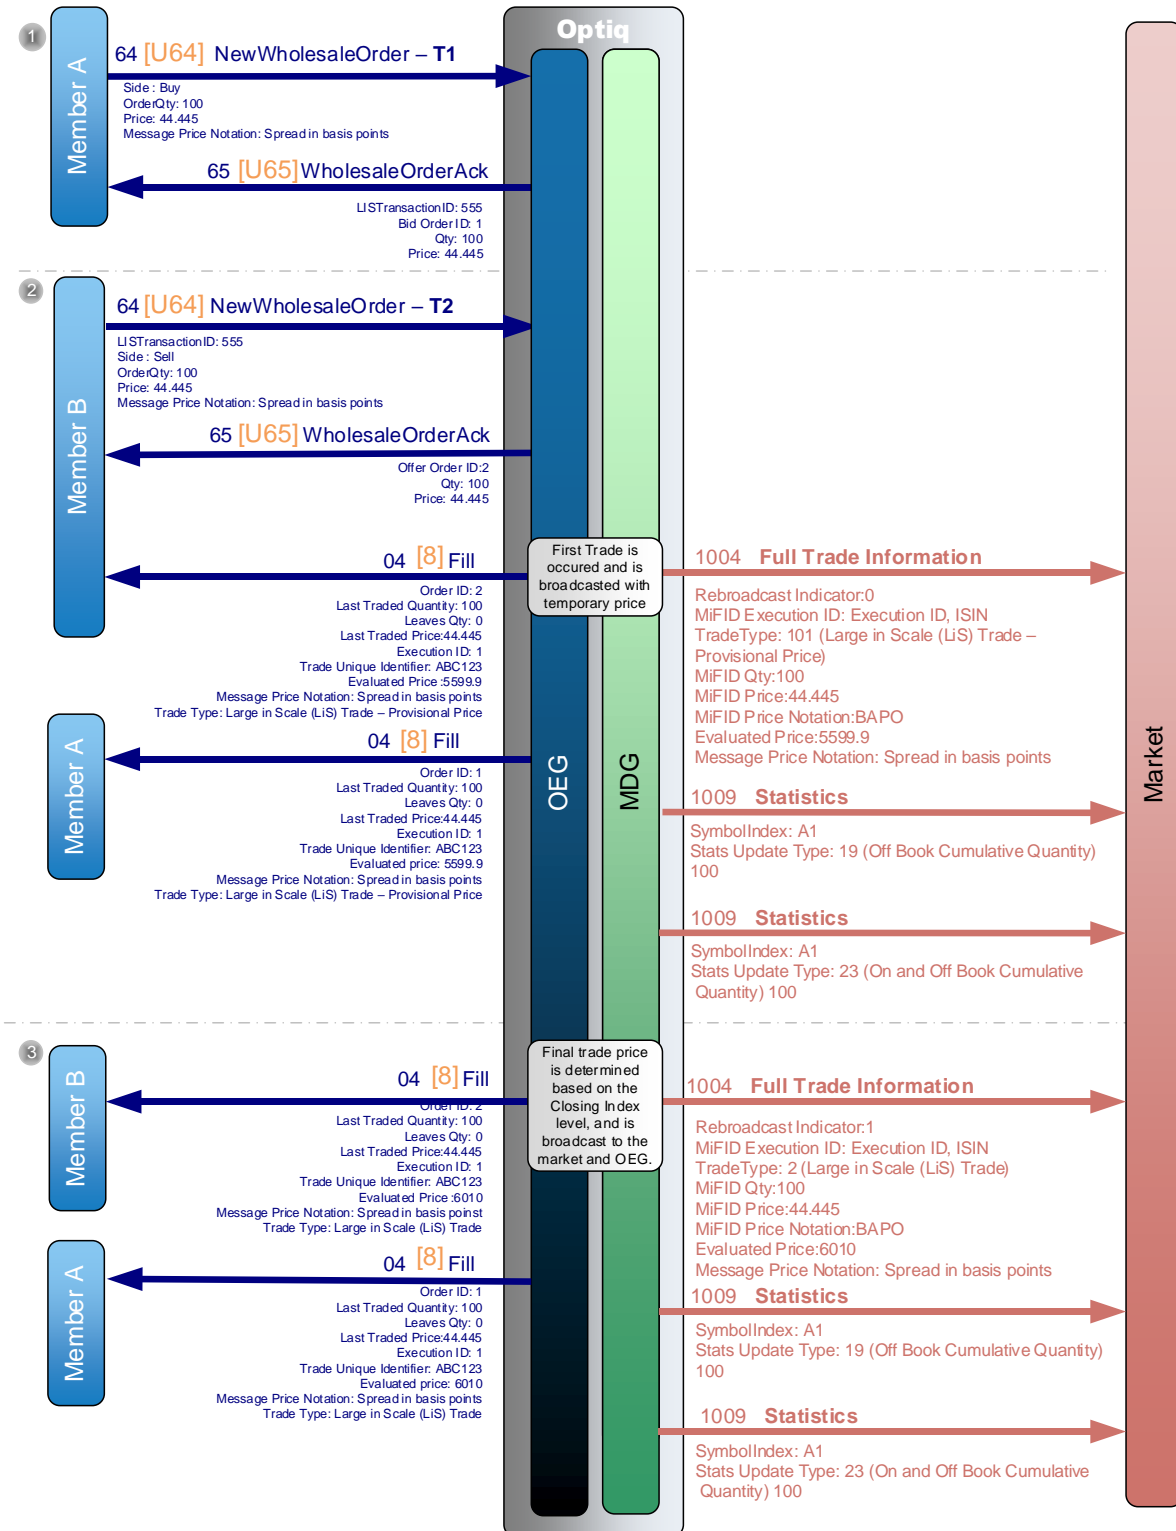 Optiq
1
Member A
64 [U64] NewWholesaleOrder – T1
Side : Buy
OrderQty: 100
Price: 44.445
Message Price Notation: Spread in basis points
65 [U65] WholesaleOrderAck
LISTransactionID: 555
Bid Order ID: 1
Qty: 100
Price: 44.445
2
Member B
64 [U64] NewWholesaleOrder – T2
LISTransactionID: 555
Side : Sell
OrderQty: 100
Price: 44.445
Message Price Notation: Spread in basis points
65 [U65] WholesaleOrderAck
Offer Order ID:2
Qty: 100
Price: 44.445
04 [8] Fill
Order ID: 2
Last Traded Quantity: 100
Leaves Qty: 0
Last Traded Price:44.445
Execution ID: 1
Trade Unique Identifier: ABC123
Evaluated Price :5599.9
Message Price Notation: Spread in basis points
Trade Type: Large in Scale (LiS) Trade – Provisional Price
First Trade is
occured and is
broadcasted with
temporary price
1004 Full Trade Information
Rebroadcast Indicator:0
MiFID Execution ID: Execution ID, ISIN
TradeType: 101 (Large in Scale (LiS) Trade –
Provisional Price)
MiFID Qty:100
MiFID Price:44.445
MiFID Price Notation:BAPO
Evaluated Price:5599.9
Message Price Notation: Spread in basis points
Member A
04 [8] Fill
Order ID: 1
Last Traded Quantity: 100
Leaves Qty: 0
Last Traded Price:44.445
Execution ID: 1
Trade Unique Identifier: ABC123
Evaluated price: 5599.9
Message Price Notation: Spread in basis points
Trade Type: Large in Scale (LiS) Trade – Provisional Price
OEG
MDG
Market
1009 Statistics
SymbolIndex: A1
Stats Update Type: 19 (Off Book Cumulative Quantity)
100
1009 Statistics
SymbolIndex: A1
Stats Update Type: 23 (On and Off Book Cumulative
Quantity) 100
3
Member B
04 [8] Fill
Order ID: 2
Last Traded Quantity: 100
Leaves Qty: 0
Last Traded Price:44.445
Execution ID: 1
Trade Unique Identifier: ABC123
Evaluated Price :6010
Message Price Notation: Spread in basis poinst
Trade Type: Large in Scale (LiS) Trade
Final trade price
is determined
based on the
Closing Index
level, and is
broadcast to the
market and OEG.
1004 Full Trade Information
Rebroadcast Indicator:1
MiFID Execution ID: Execution ID, ISIN
TradeType: 2 (Large in Scale (LiS) Trade)
MiFID Qty:100
MiFID Price:44.445
MiFID Price Notation:BAPO
Evaluated Price:6010
Message Price Notation: Spread in basis points
Member A
04 [8] Fill
Order ID: 1
Last Traded Quantity: 100
Leaves Qty: 0
Last Traded Price:44.445
Execution ID: 1
Trade Unique Identifier: ABC123
Evaluated price: 6010
Message Price Notation: Spread in basis points
Trade Type: Large in Scale (LiS) Trade
1009 Statistics
SymbolIndex: A1
Stats Update Type: 19 (Off Book Cumulative Quantity)
100
1009 Statistics
SymbolIndex: A1
Stats Update Type: 23 (On and Off Book Cumulative
Quantity) 100